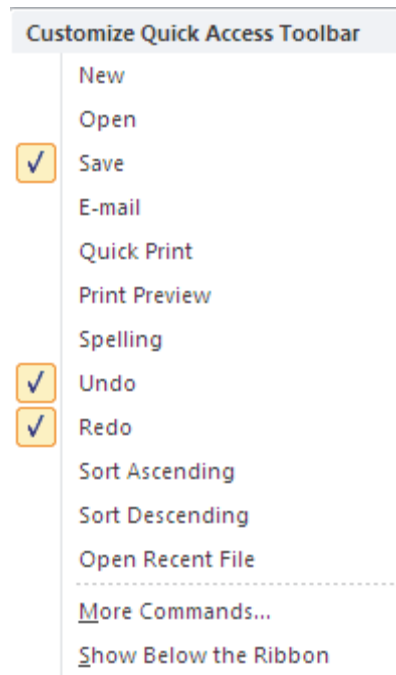 Customize Quick Access Toolbar
New
Open
Save
E-mail
Quick Print
Print Preview
Spelling
Undo
Redo
Sort Ascending
Sort Descending
Open Recent File
More Commands...
Show Below the Ribbon